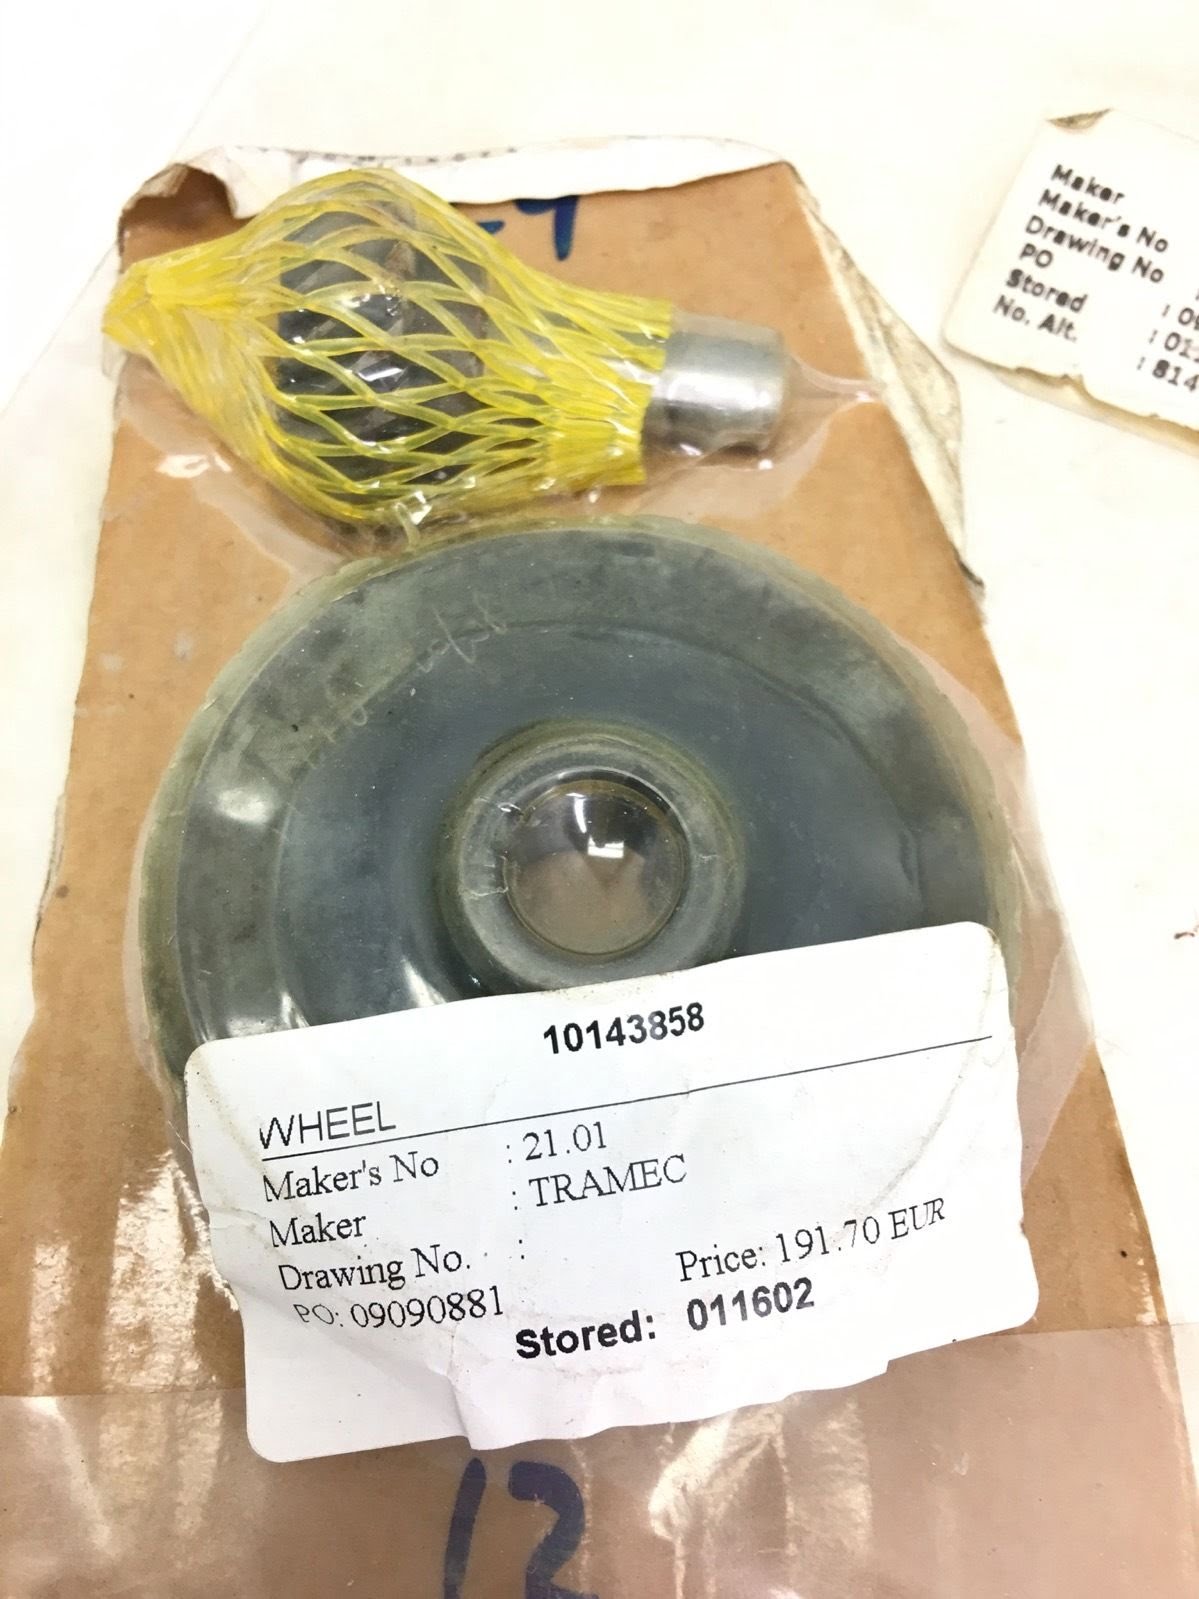 Maker
Maker's No
Drawing No
PO
Stored
No. Alt. : 814
10143858
WHEEL
Maker's No : 21.01
Maker : TRAMEC
Drawing No. :
PO: 09090881 Price: 191.70 EUR
Stored: 011602
12